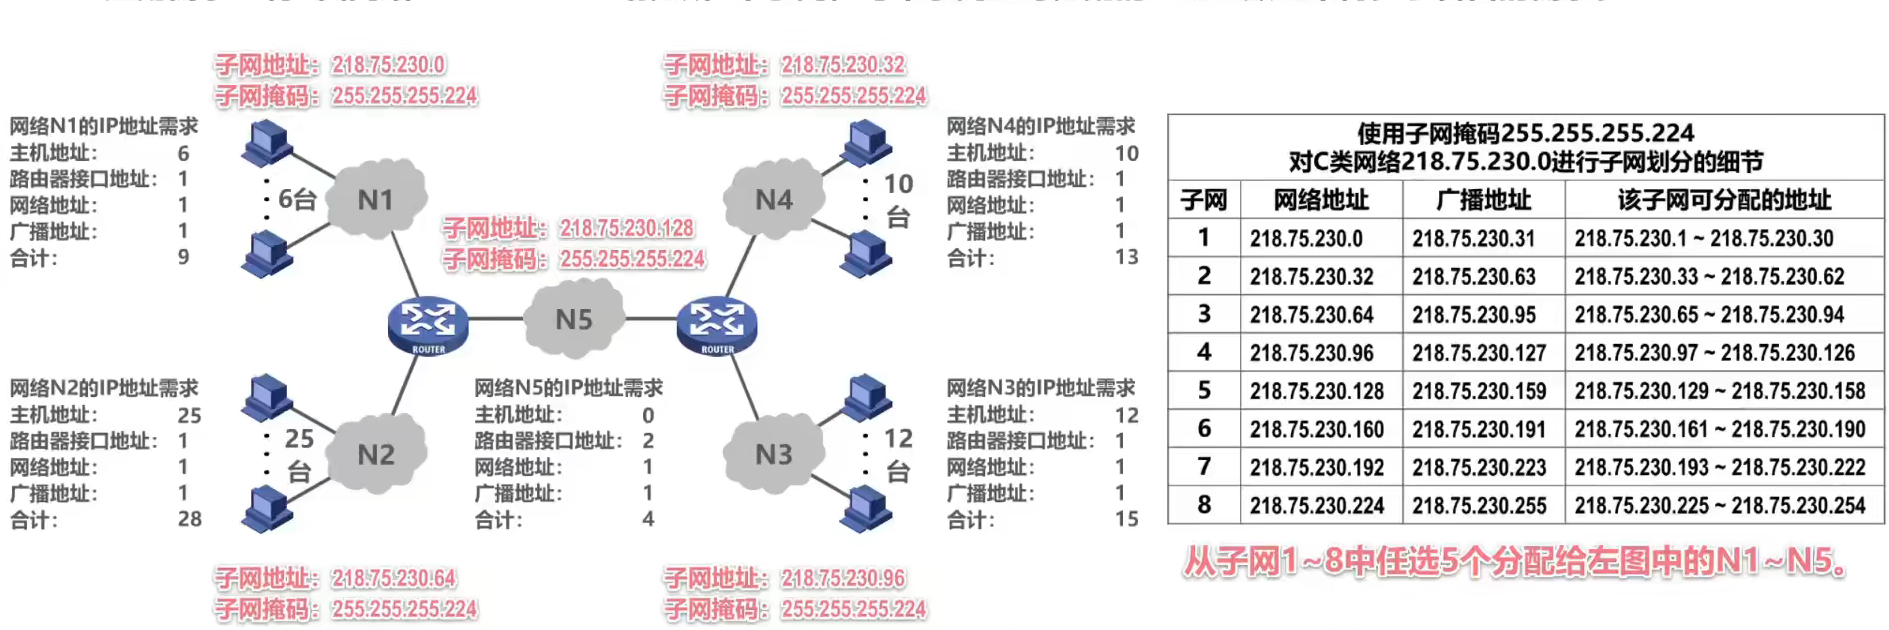 子网地址：218.75.230.0
子网掩码：255.255.255.224
子网地址：218.75.230.32
子网掩码：255.255.255.224
网络N1的IP地址需求
主机地址： 6
路由器接口地址： 1
网络地址： 1
广播地址： 1
合计： 9
6台
N1
N4
10
台
网络N4的IP地址需求
主机地址： 10
路由器接口地址： 1
网络地址： 1
广播地址： 1
合计： 13
子网地址：218.75.230.128
子网掩码：255.255.255.224
ROUTER
N5
ROUTER
网络N2的IP地址需求
主机地址： 25
路由器接口地址： 1
网络地址： 1
广播地址： 1
合计： 28
25
台
N2
网络N5的IP地址需求
主机地址： 0
路由器接口地址： 2
网络地址： 1
广播地址： 1
合计： 4
N3
12
台
网络N3的IP地址需求
主机地址： 12
路由器接口地址： 1
网络地址： 1
广播地址： 1
合计： 15
子网地址：218.75.230.64
子网掩码：255.255.255.224
子网地址：218.75.230.96
子网掩码：255.255.255.224
使用子网掩码255.255.255.224
对C类网络218.75.230.0进行子网划分的细节
子网 网络地址 广播地址 该子网可分配的地址
1 218.75.230.0 218.75.230.31 218.75.230.1 ~ 218.75.230.30
2 218.75.230.32 218.75.230.63 218.75.230.33 ~ 218.75.230.62
3 218.75.230.64 218.75.230.95 218.75.230.65 ~ 218.75.230.94
4 218.75.230.96 218.75.230.127 218.75.230.97 ~ 218.75.230.126
5 218.75.230.128 218.75.230.159 218.75.230.129 ~ 218.75.230.158
6 218.75.230.160 218.75.230.191 218.75.230.161 ~ 218.75.230.190
7 218.75.230.192 218.75.230.223 218.75.230.193 ~ 218.75.230.222
8 218.75.230.224 218.75.230.255 218.75.230.225 ~ 218.75.230.254
从子网1~8中任选5个分配给左图中的N1~N5。